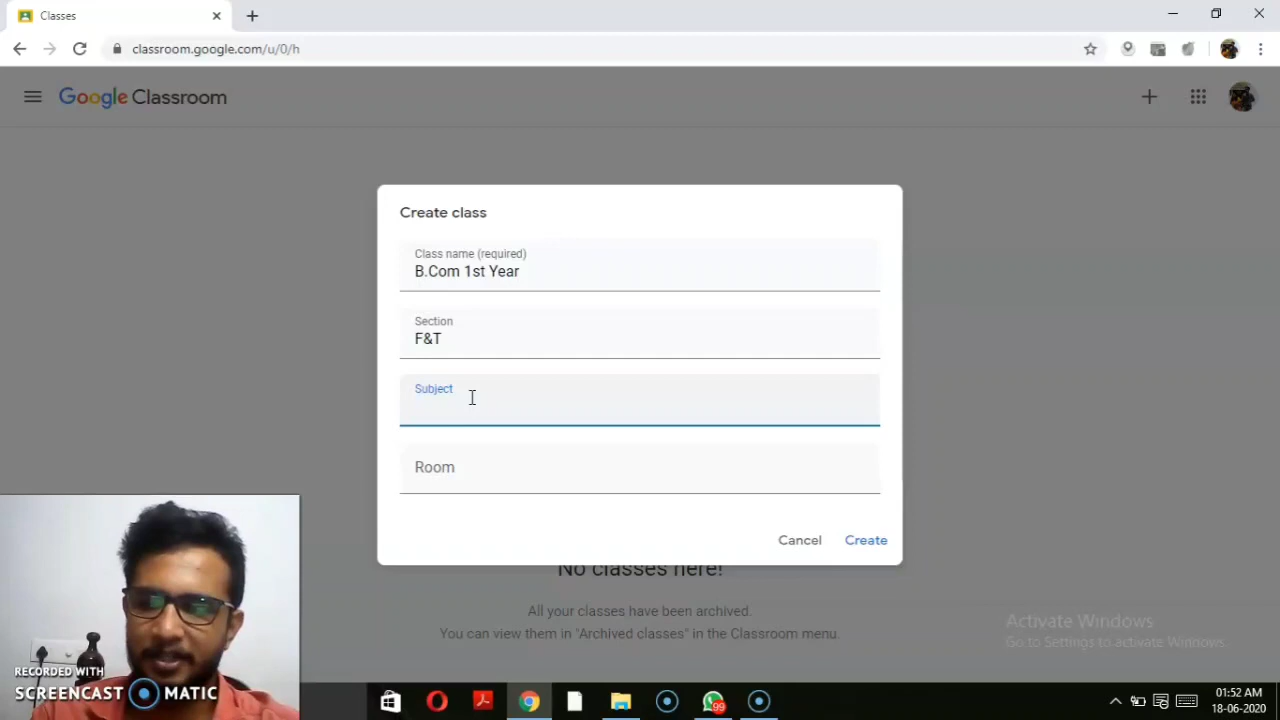 Classes
classroom.google.com/u/0/h
Google Classroom
Create class
Class name (required)
B.Com 1st Year
Section
F&T
Subject
Room
Cancel
Create
No classes here!
All your classes have been archived.
You can view them in "Archived classes" in the Classroom menu.
Activate Windows
Go to Settings to activate Windows.
RECORDED WITH
SCREENCAST MATIC
99
01:52 AM
18-06-2020